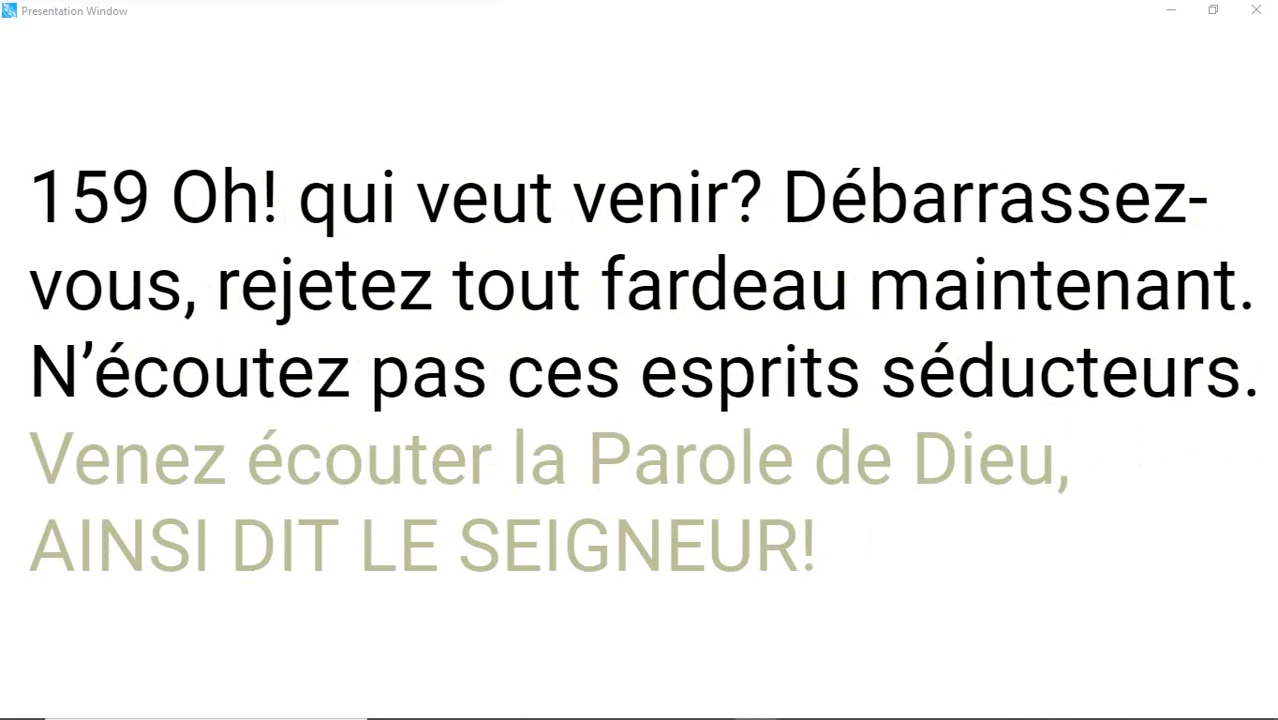 Presentation Window
159 Oh! qui veut venir? Débarrassez-
vous, rejetez tout fardeau maintenant.
N’écoutez pas ces esprits séducteurs.
Venez écouter la Parole de Dieu,
AINSI DIT LE SEIGNEUR!